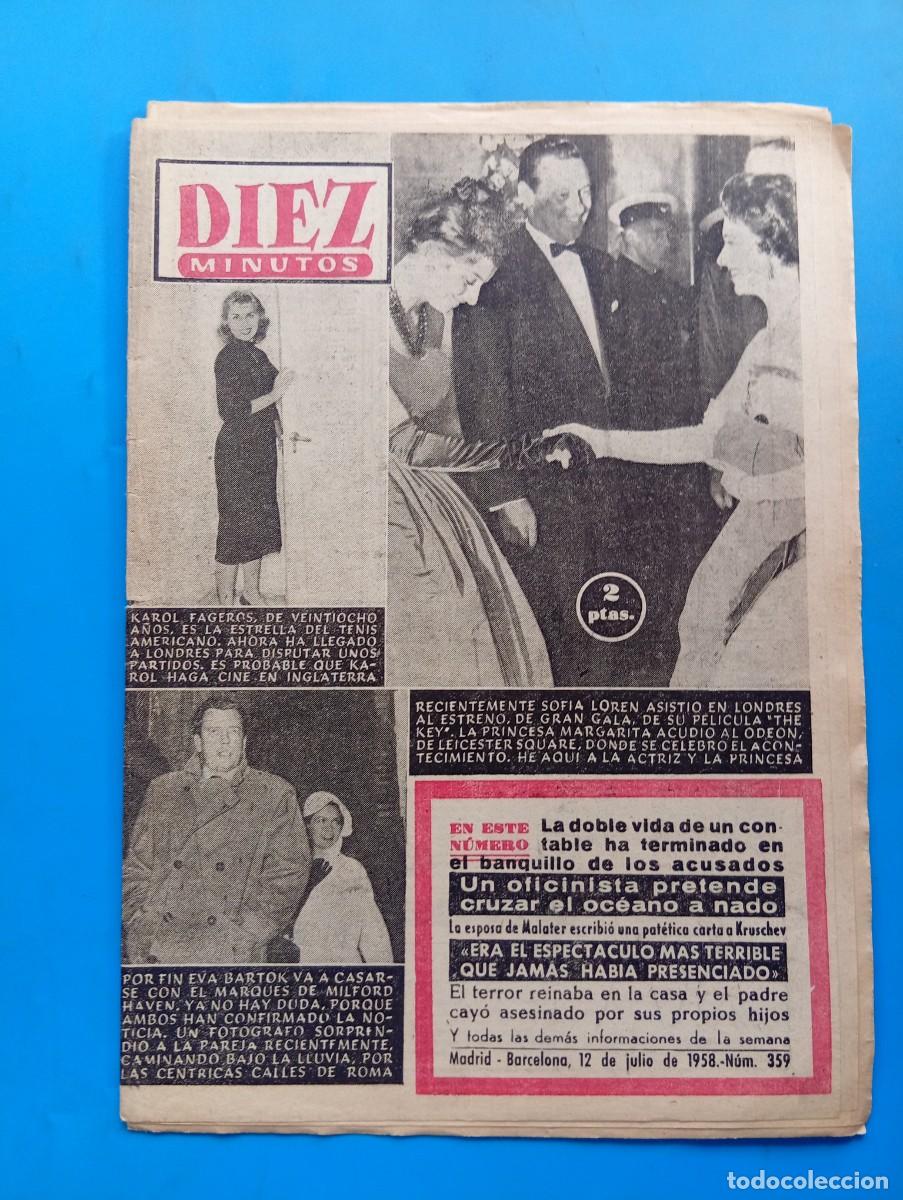 DIEZ
MINUTOS
2
ptas.
KAROL FAGEROS, DE VEINTIOCHO
AÑOS, ES LA ESTRELLA DEL TENIS
AMERICANO. AHORA HA LLEGADO
A LONDRES PARA DISPUTAR UNOS
PARTIDOS. ES PROBABLE QUE KA-
ROL HAGA CINE EN INGLATERRA
RECIENTEMENTE SOFIA LOREN ASISTIO EN LONDRES
AL ESTRENO, DE GRAN GALA, DE SU PELICULA "THE
KEY". LA PRINCESA MARGARITA ACUDIO AL ODEON,
DE LEICESTER SQUARE, DONDE SE CELEBRO EL ACON-
TECIMIENTO. HE AQUI A LA ACTRIZ Y LA PRINCESA
POR FIN EVA BARTOK VA A CASAR-
SE CON EL MARQUES DE MILFORD
HAVEN. YA NO HAY DUDA, PORQUE
AMBOS HAN CONFIRMADO LA NO-
TICIA. UN FOTOGRAFO SORPREN-
DIO A LA PAREJA RECIENTEMENTE,
CAMINANDO BAJO LA LLUVIA, POR
LAS CENTRICAS CALLES DE ROMA
EN ESTE
NÚMERO
La doble vida de un con-
table ha terminado en
el banquillo de los acusados
Un oficinista pretende
cruzar el océano a nado
La esposa de Malater escribió una patética carta a Kruschev
«ERA EL ESPECTACULO MAS TERRIBLE
QUE JAMÁS HABIA PRESENCIADO»
El terror reinaba en la casa y el padre
cayó asesinado por sus propios hijos
Y todas las demás informaciones de la semana
Madrid - Barcelona, 12 de julio de 1958.-Núm. 359
todocoleccion